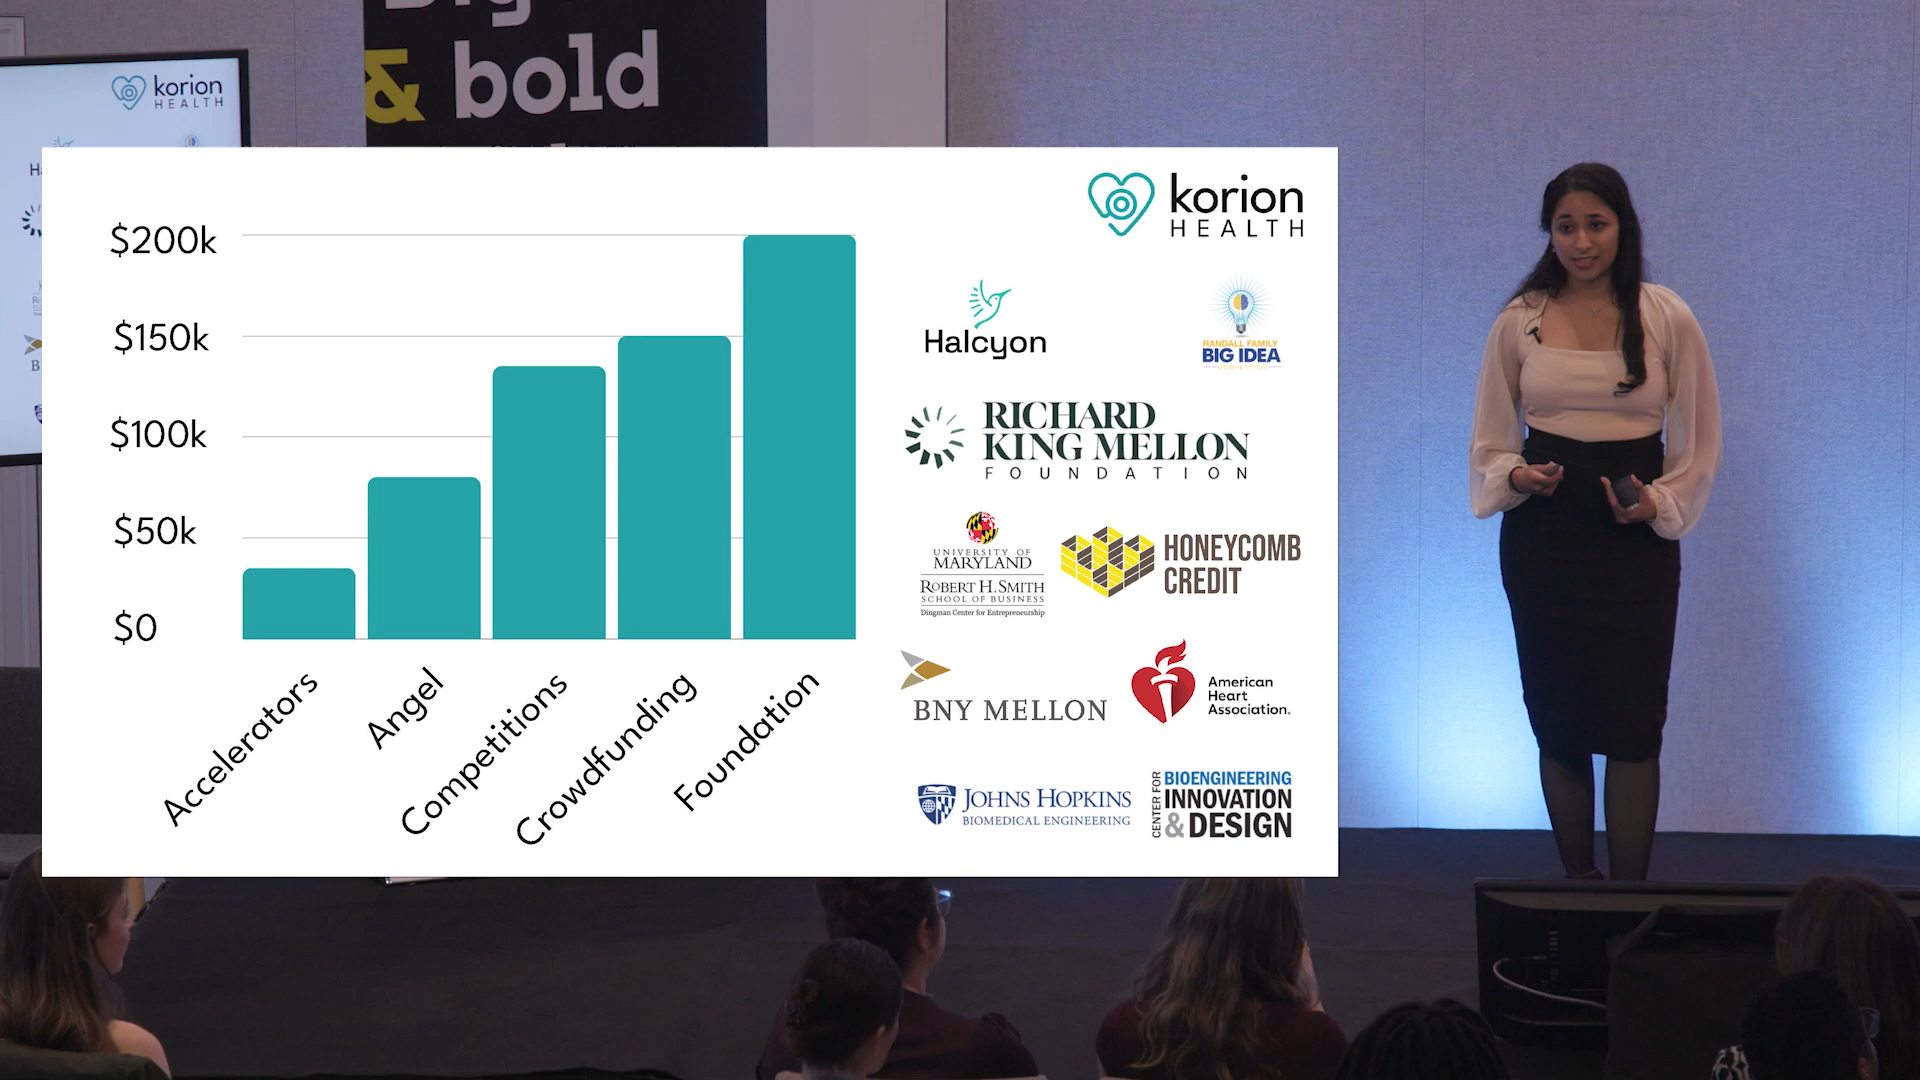 & bold
korion
HEALTH
korion
HEALTH
$200k
$150k
$100k
$50k
$0
Accelerators
Angel
Competitions
Crowdfunding
Foundation
Halcyon
RANDALL FAMILY
BIG IDEA
COMPETITION
RICHARD
KING MELLON
FOUNDATION
UNIVERSITY OF
MARYLAND
ROBERT H. SMITH
SCHOOL OF BUSINESS
Dingman Center for Entrepreneurship
HONEYCOMB
CREDIT
BNY MELLON
American
Heart
Association.
JOHNS HOPKINS
BIOMEDICAL ENGINEERING
CENTER FOR
BIOENGINEERING
INNOVATION
& DESIGN